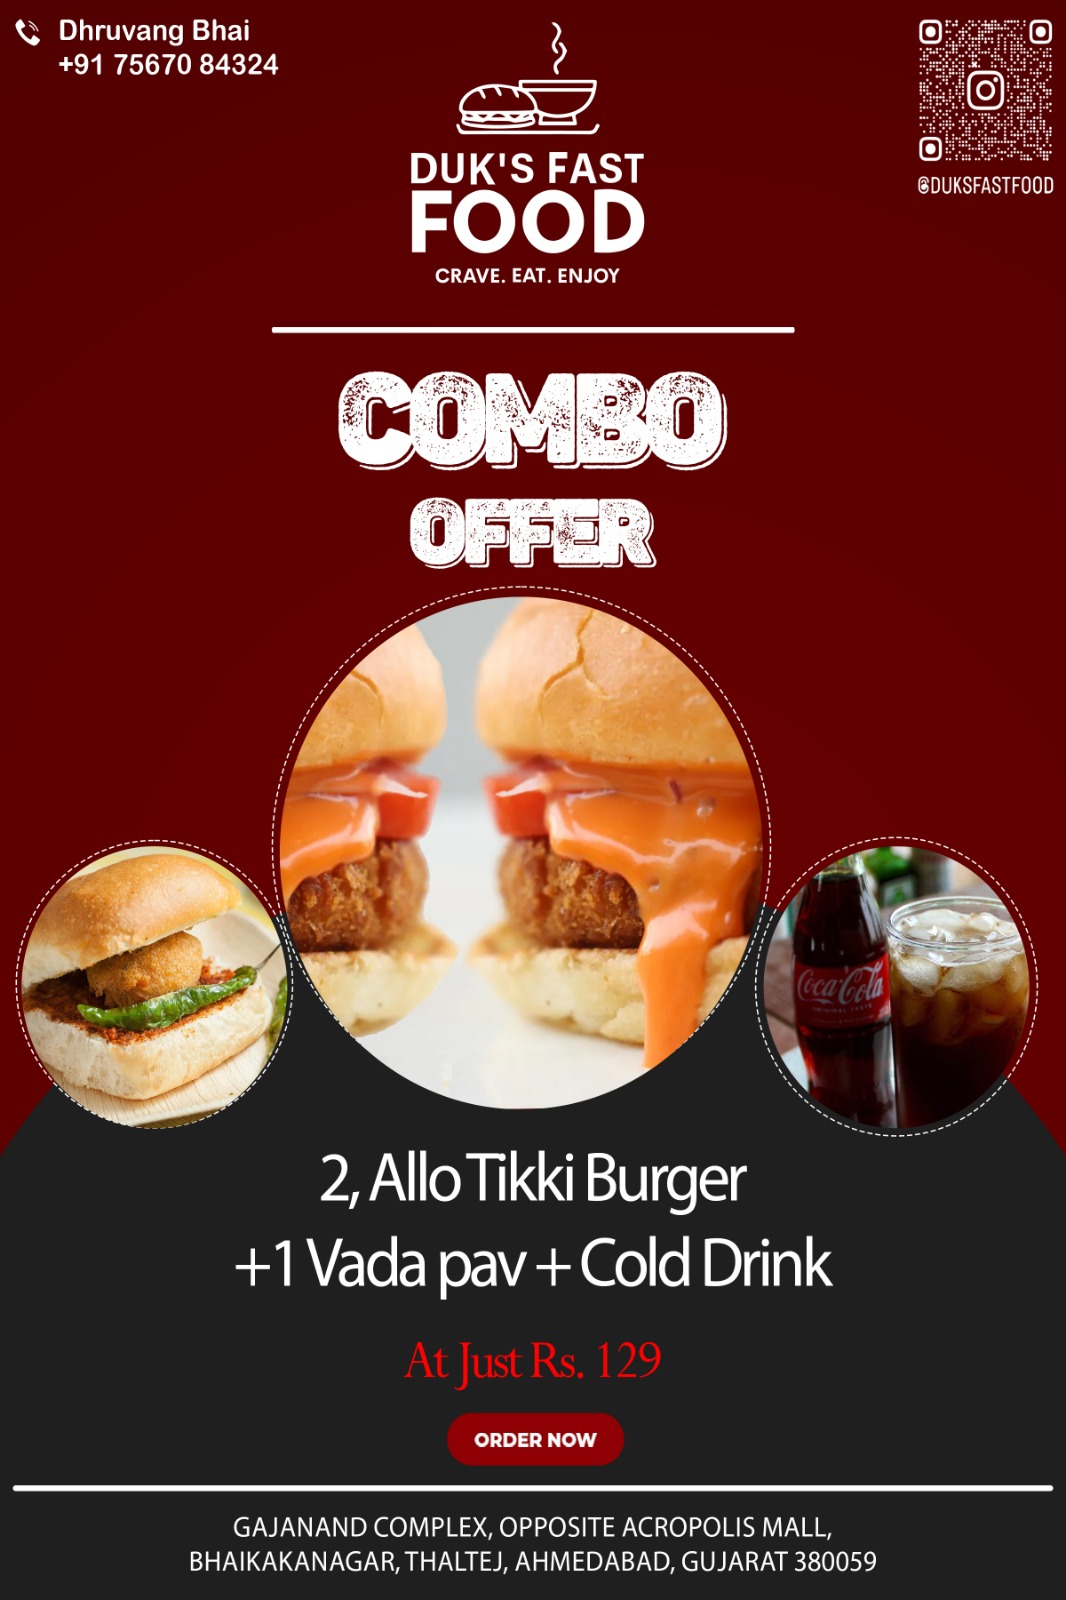 Dhruvang Bhai
+91 75670 84324
@DUKSFASTFOOD
DUK'S FAST
FOOD
CRAVE. EAT. ENJOY
COMBO
OFFER
Coca-Cola
ORIGINAL TASTE
2, Allo Tikki Burger
+1 Vada pav + Cold Drink
At Just Rs. 129
ORDER NOW
GAJANAND COMPLEX, OPPOSITE ACROPOLIS MALL,
BHAIKAKANAGAR, THALTEJ, AHMEDABAD, GUJARAT 380059